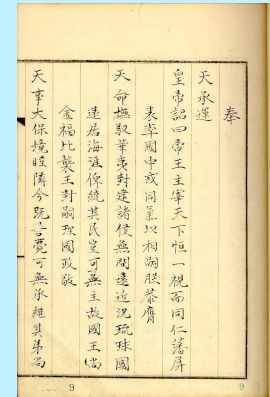 奉
天承運
皇帝詔曰帝王主宰天下恒一視而同仁藩屏
表率國中或同氣以相嗣朕恭膺
天命撫馭華夷封建諸侯無間遠近況琉球國
遠居海涯俾統其民豈可無主故國王尚
金福比襲王封嗣理國政敬
天事大保境睦隣今既薨可無承繼其弟尚
9
9